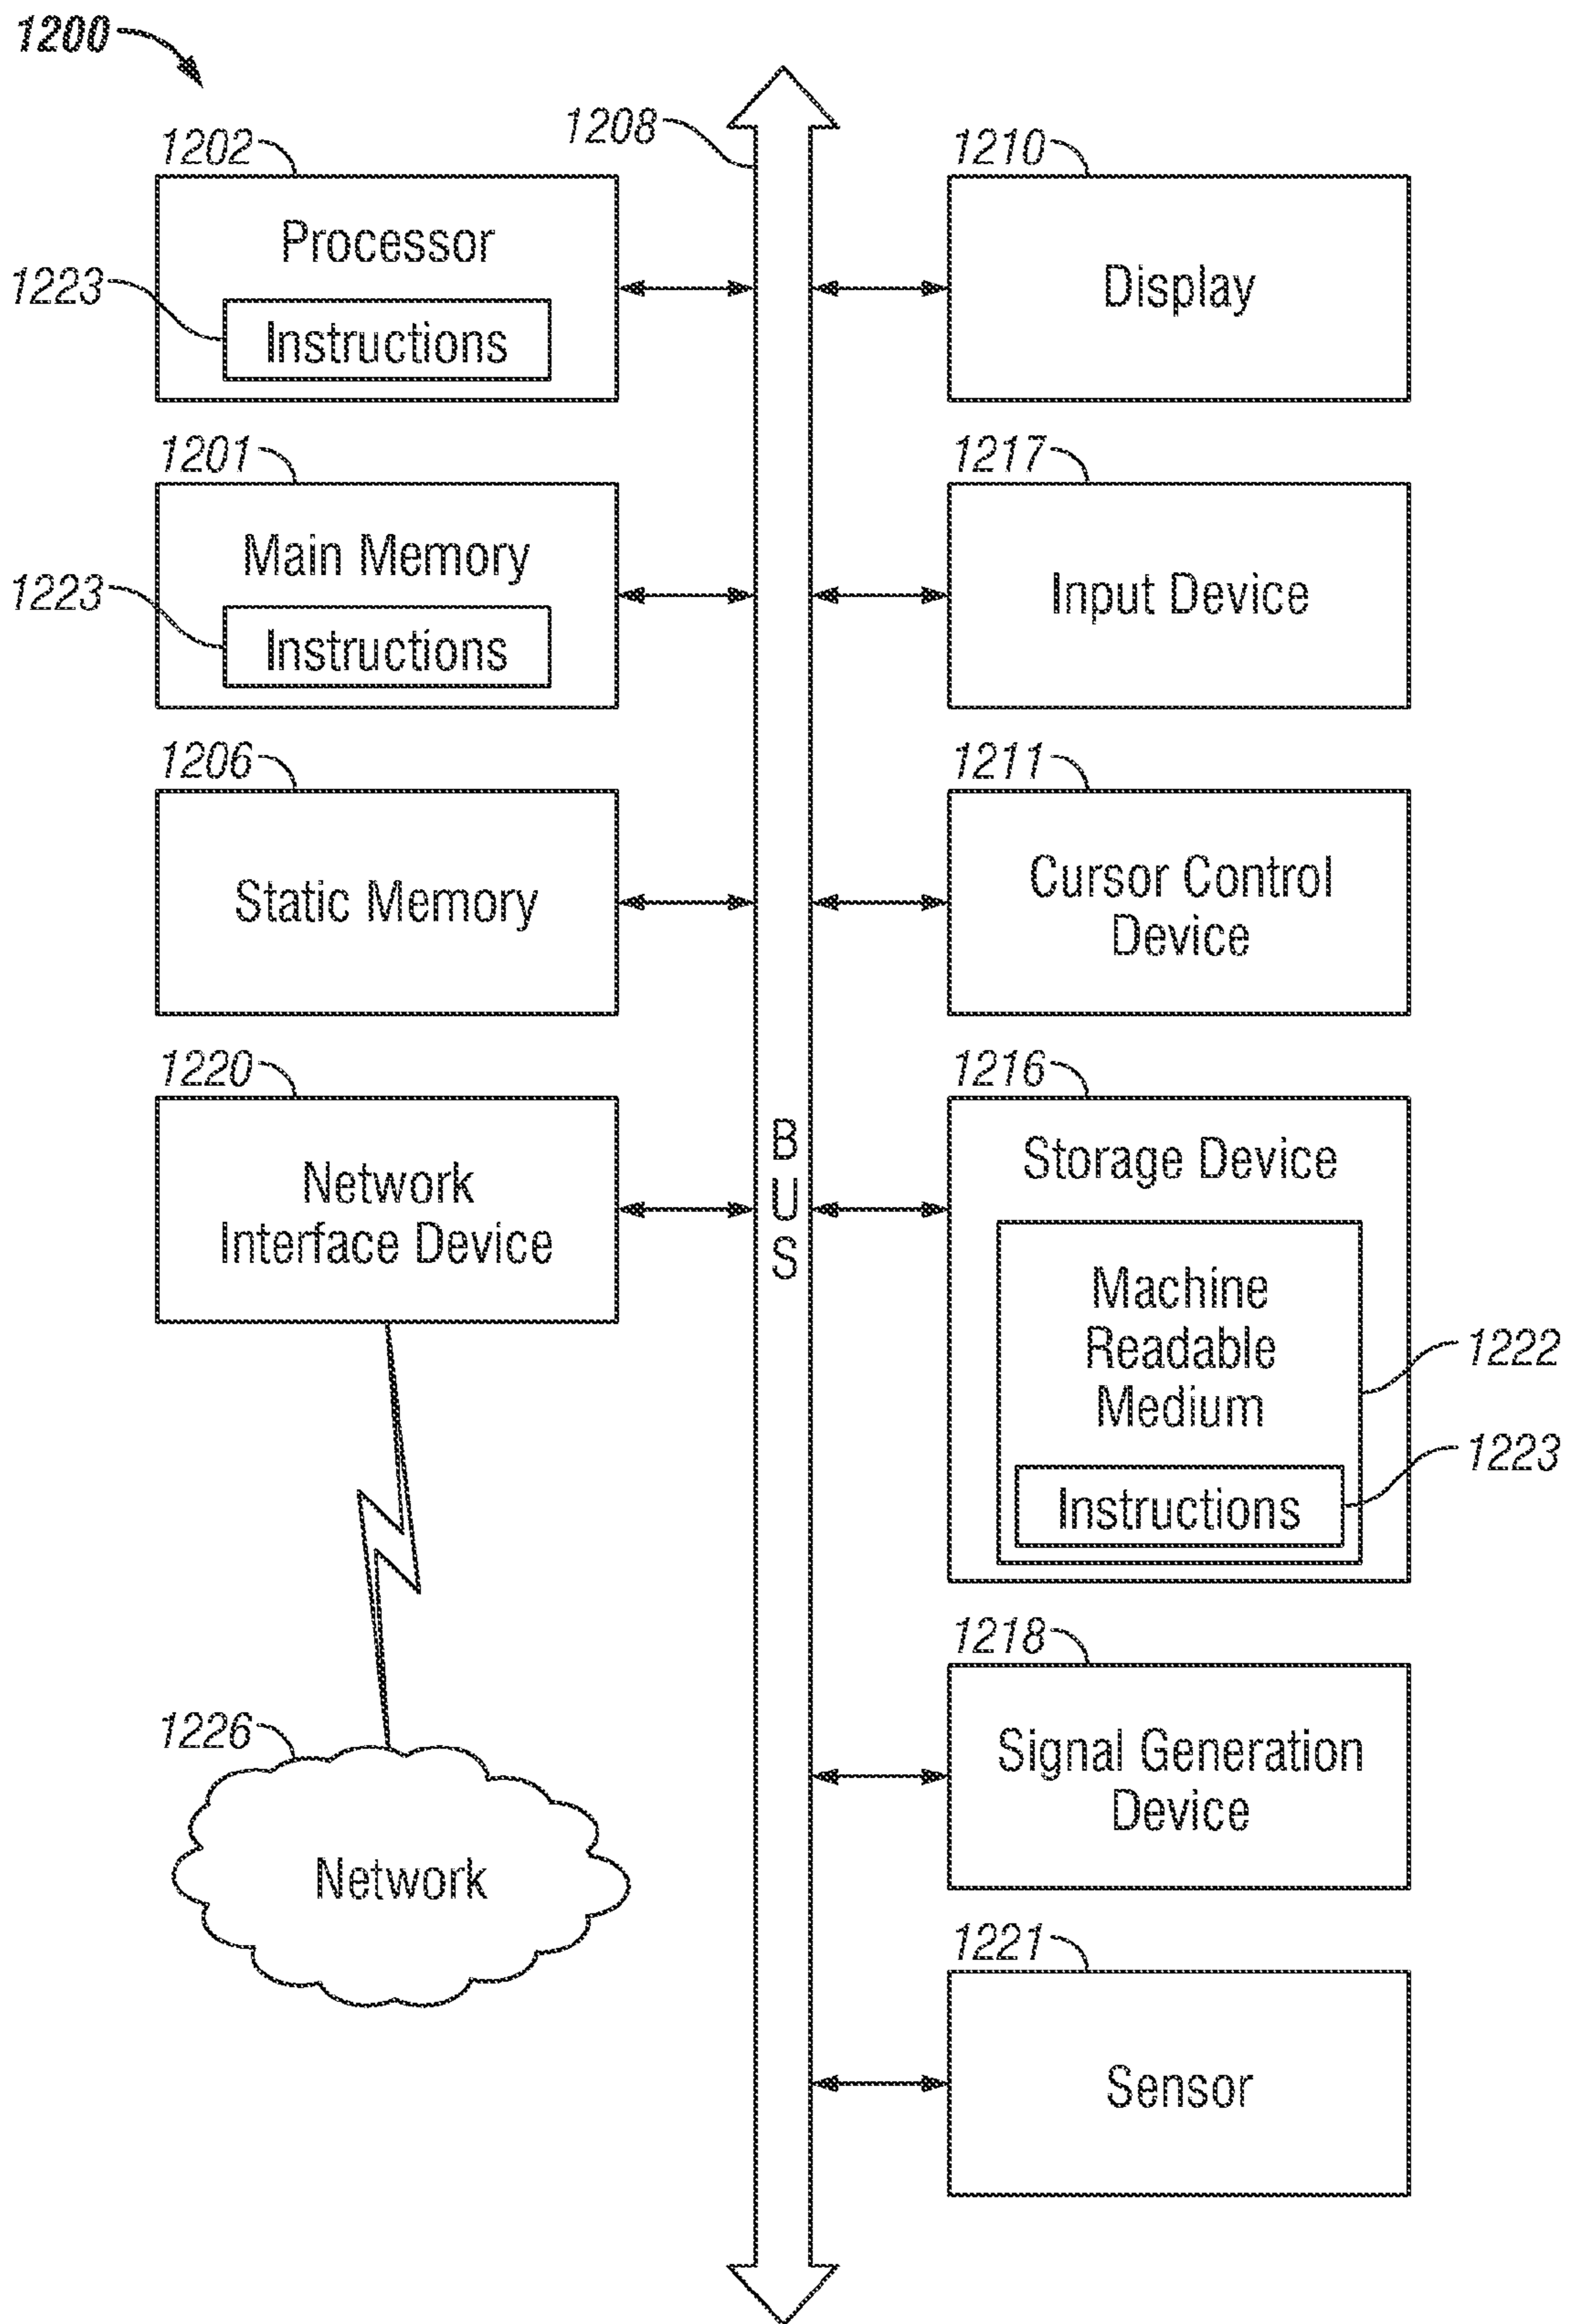 1200
1208
1202
Processor
1223
Instructions
1201
Main Memory
1223
Instructions
1206
Static Memory
1220
Network
Interface Device
1226
Network
B
U
S
1210
Display
1217
Input Device
1211
Cursor Control
Device
1216
Storage Device
Machine
Readable
Medium
1222
1223
Instructions
1218
Signal Generation
Device
1221
Sensor